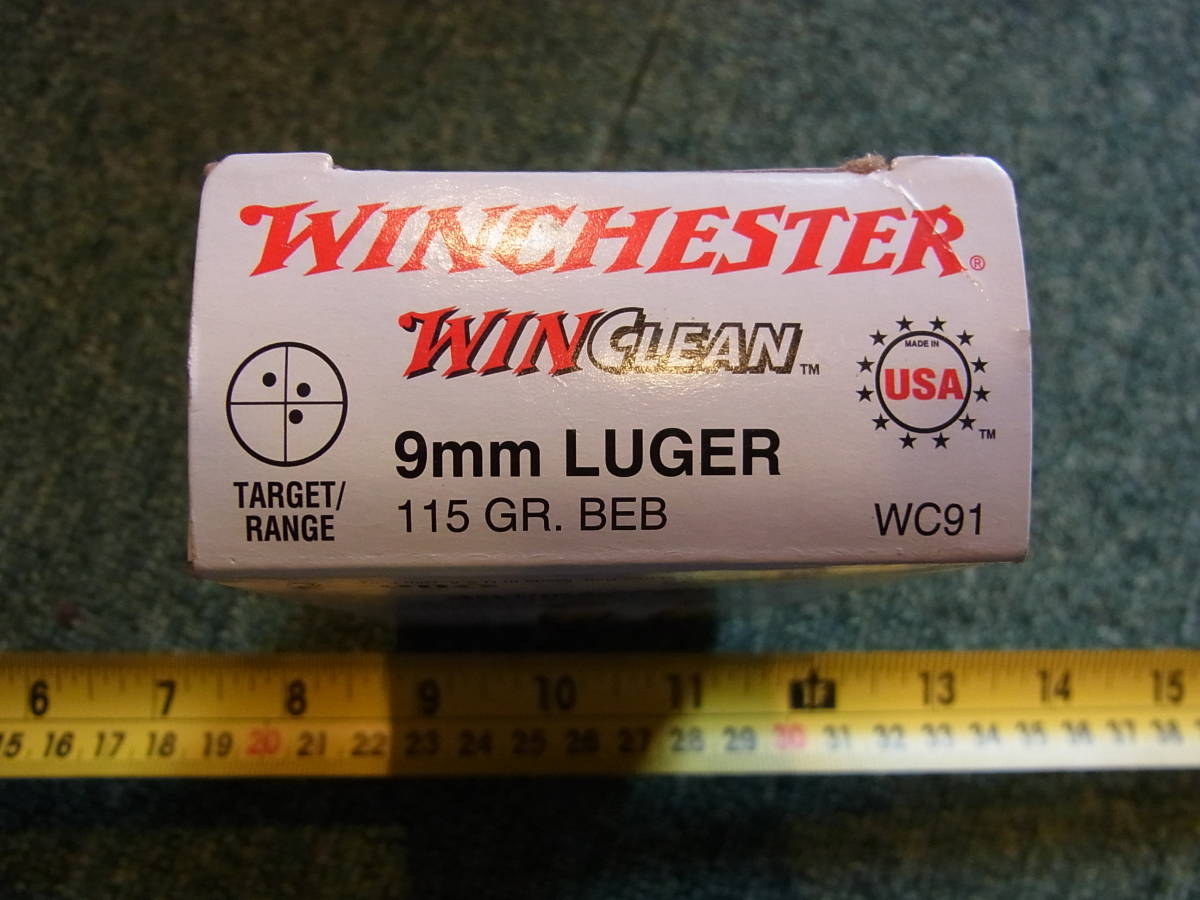 WINCHESTER®
WINCLEAN™
MADE IN
USA
™
9mm LUGER
TARGET/
RANGE
115 GR. BEB
WC91
6 7 8 9 10 11 12 13 14 15
15 16 17 18 19 20 21 22 23 24 25 26 27 28 29 30 31 32 33 34 35 36 37 38